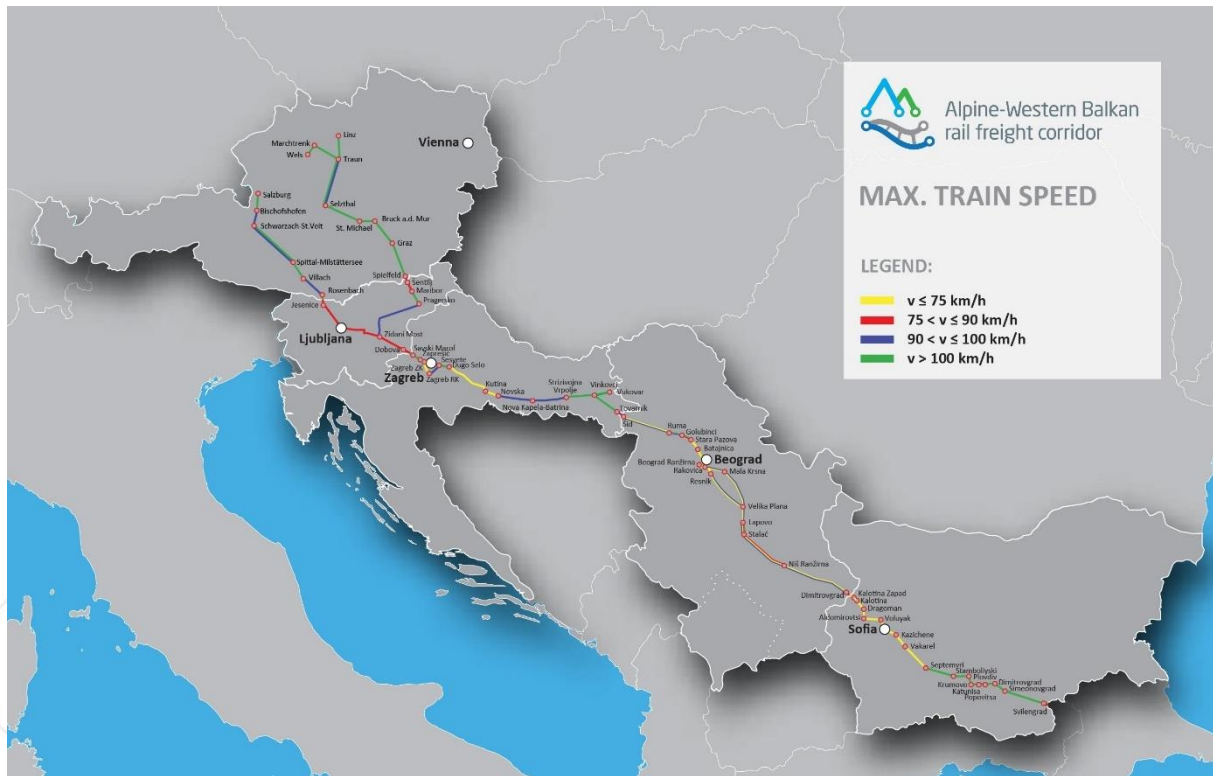 Alpine-Western Balkan
rail freight corridor
MAX. TRAIN SPEED
LEGEND:
v ≤ 75 km/h
75 < v ≤ 90 km/h
90 < v ≤ 100 km/h
v > 100 km/h
Linz
Marchtrenk
Wels
Traun
Vienna
Salzburg
Bischofshofen
Schwarzach St.Veit
Selzthal
St. Michael
Bruck a.d. Mur
Graz
Spittal-Milstättersee
Villach
Rosenbach
Spielfeld
Sentilj
Maribor
Pragersko
Jesenice
Ljubljana
Zidani Most
Dobova
Savski Marof
Zaprešić
Sesvete
Dugo Selo
Zagreb ZK
Zagreb
Zagreb RK
Kutina
Novska
Nova Kapela-Batrina
Strizivojna
Vrpolje
Vinkovci
Vukovar
Tovarnik
Šid
Ruma
Golubinci
Stara Pazova
Batajnica
Beograd
Beograd Ranžirna
Rakovica
Resnik
Mala Krsna
Velika Plana
Lapovo
Stalać
Niš Ranžirna
Dimitrovgrad
Kalotina Zapad
Kalotina
Dragoman
Aldomirovtsi
Voluyak
Sofia
Kazichene
Vakarel
Septemvri
Stamboliyski
Plovdiv
Krumovo
Katunitsa
Popovitsa
Dimitrovgrad
Simeonovgrad
Svilengrad